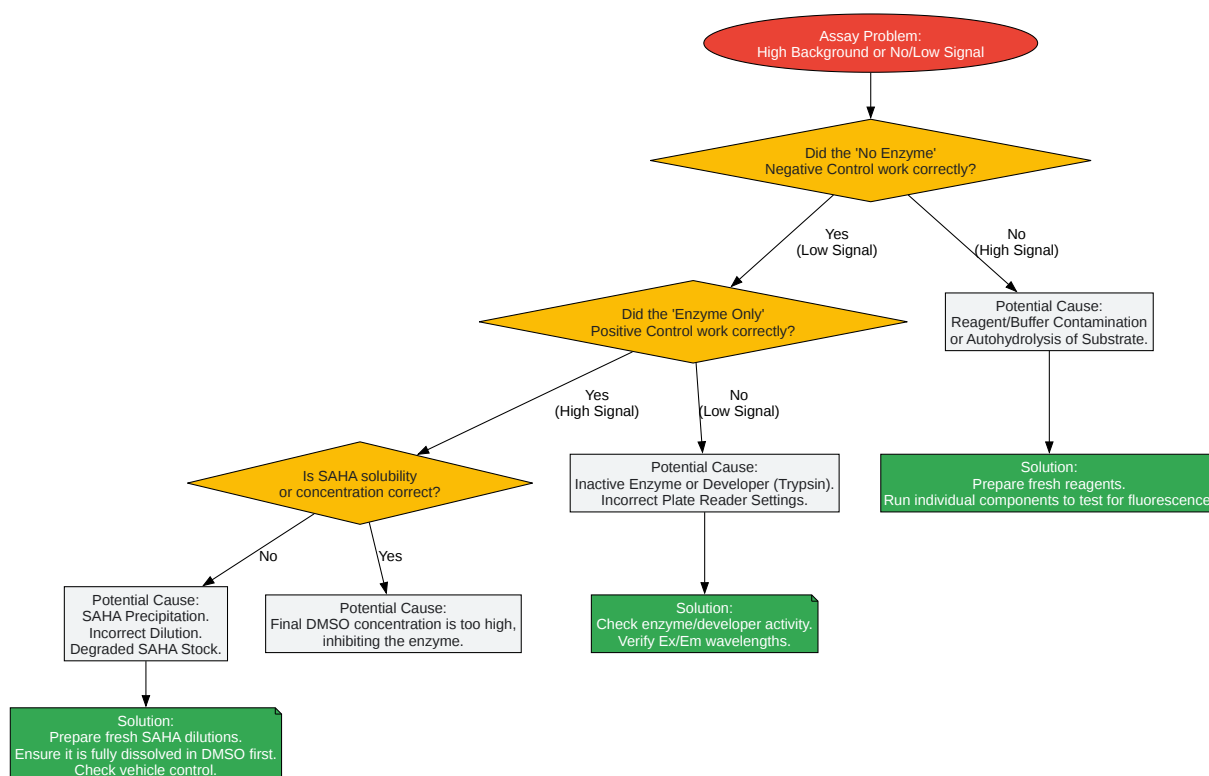 Assay Problem:
High Background or No/Low Signal
Did the 'No Enzyme'
Negative Control work correctly?
Yes
(Low Signal)
No
(High Signal)
Did the 'Enzyme Only'
Positive Control work correctly?
Potential Cause:
Reagent/Buffer Contamination
or Autohydrolysis of Substrate.
Yes
(High Signal)
No
(Low Signal)
Is SAHA solubility
or concentration correct?
Potential Cause:
Inactive Enzyme or Developer (Trypsin).
Incorrect Plate Reader Settings.
Solution:
Prepare fresh reagents.
Run individual components to test for fluorescence
No
Yes
Potential Cause:
SAHA Precipitation.
Incorrect Dilution.
Degraded SAHA Stock.
Potential Cause:
Final DMSO concentration is too high,
inhibiting the enzyme.
Solution:
Check enzyme/developer activity.
Verify Ex/Em wavelengths.
Solution:
Prepare fresh SAHA dilutions.
Ensure it is fully dissolved in DMSO first.
Check vehicle control.